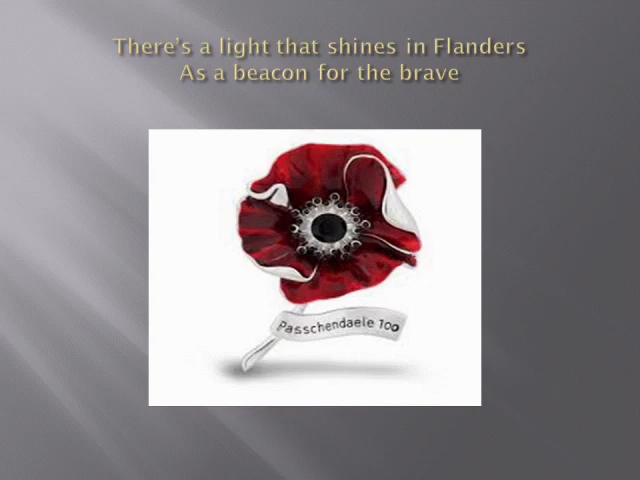 There's a light that shines in Flanders
As a beacon for the brave
Passchendaele 100